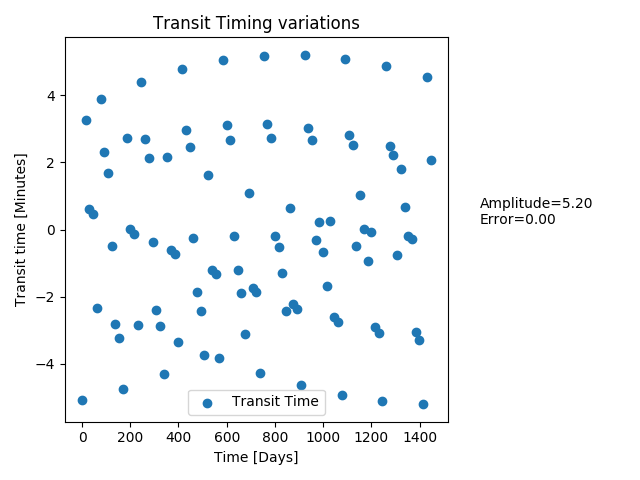 Transit Timing variations
Transit time [Minutes]
4
2
0
−2
−4
Amplitude=5.20
Error=0.00
Transit Time
0 200 400 600 800 1000 1200 1400
Time [Days]